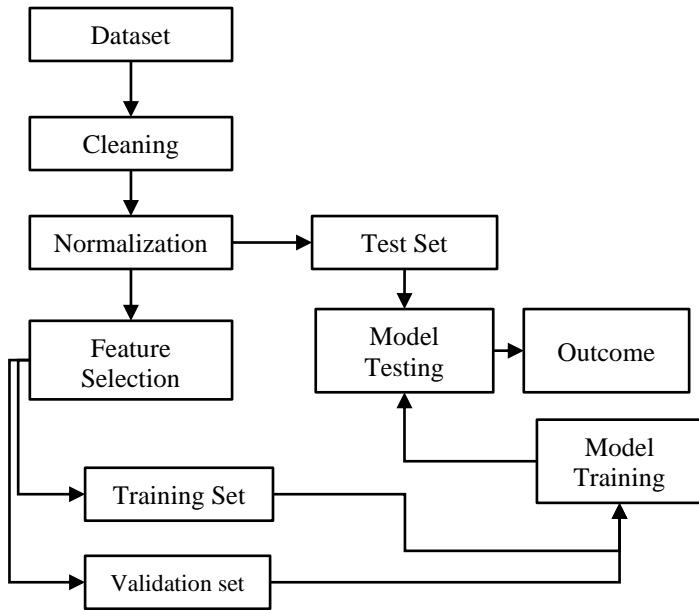 Dataset
Cleaning
Normalization
Test Set
Feature
Selection
Model
Testing
Outcome
Model
Training
Training Set
Validation set